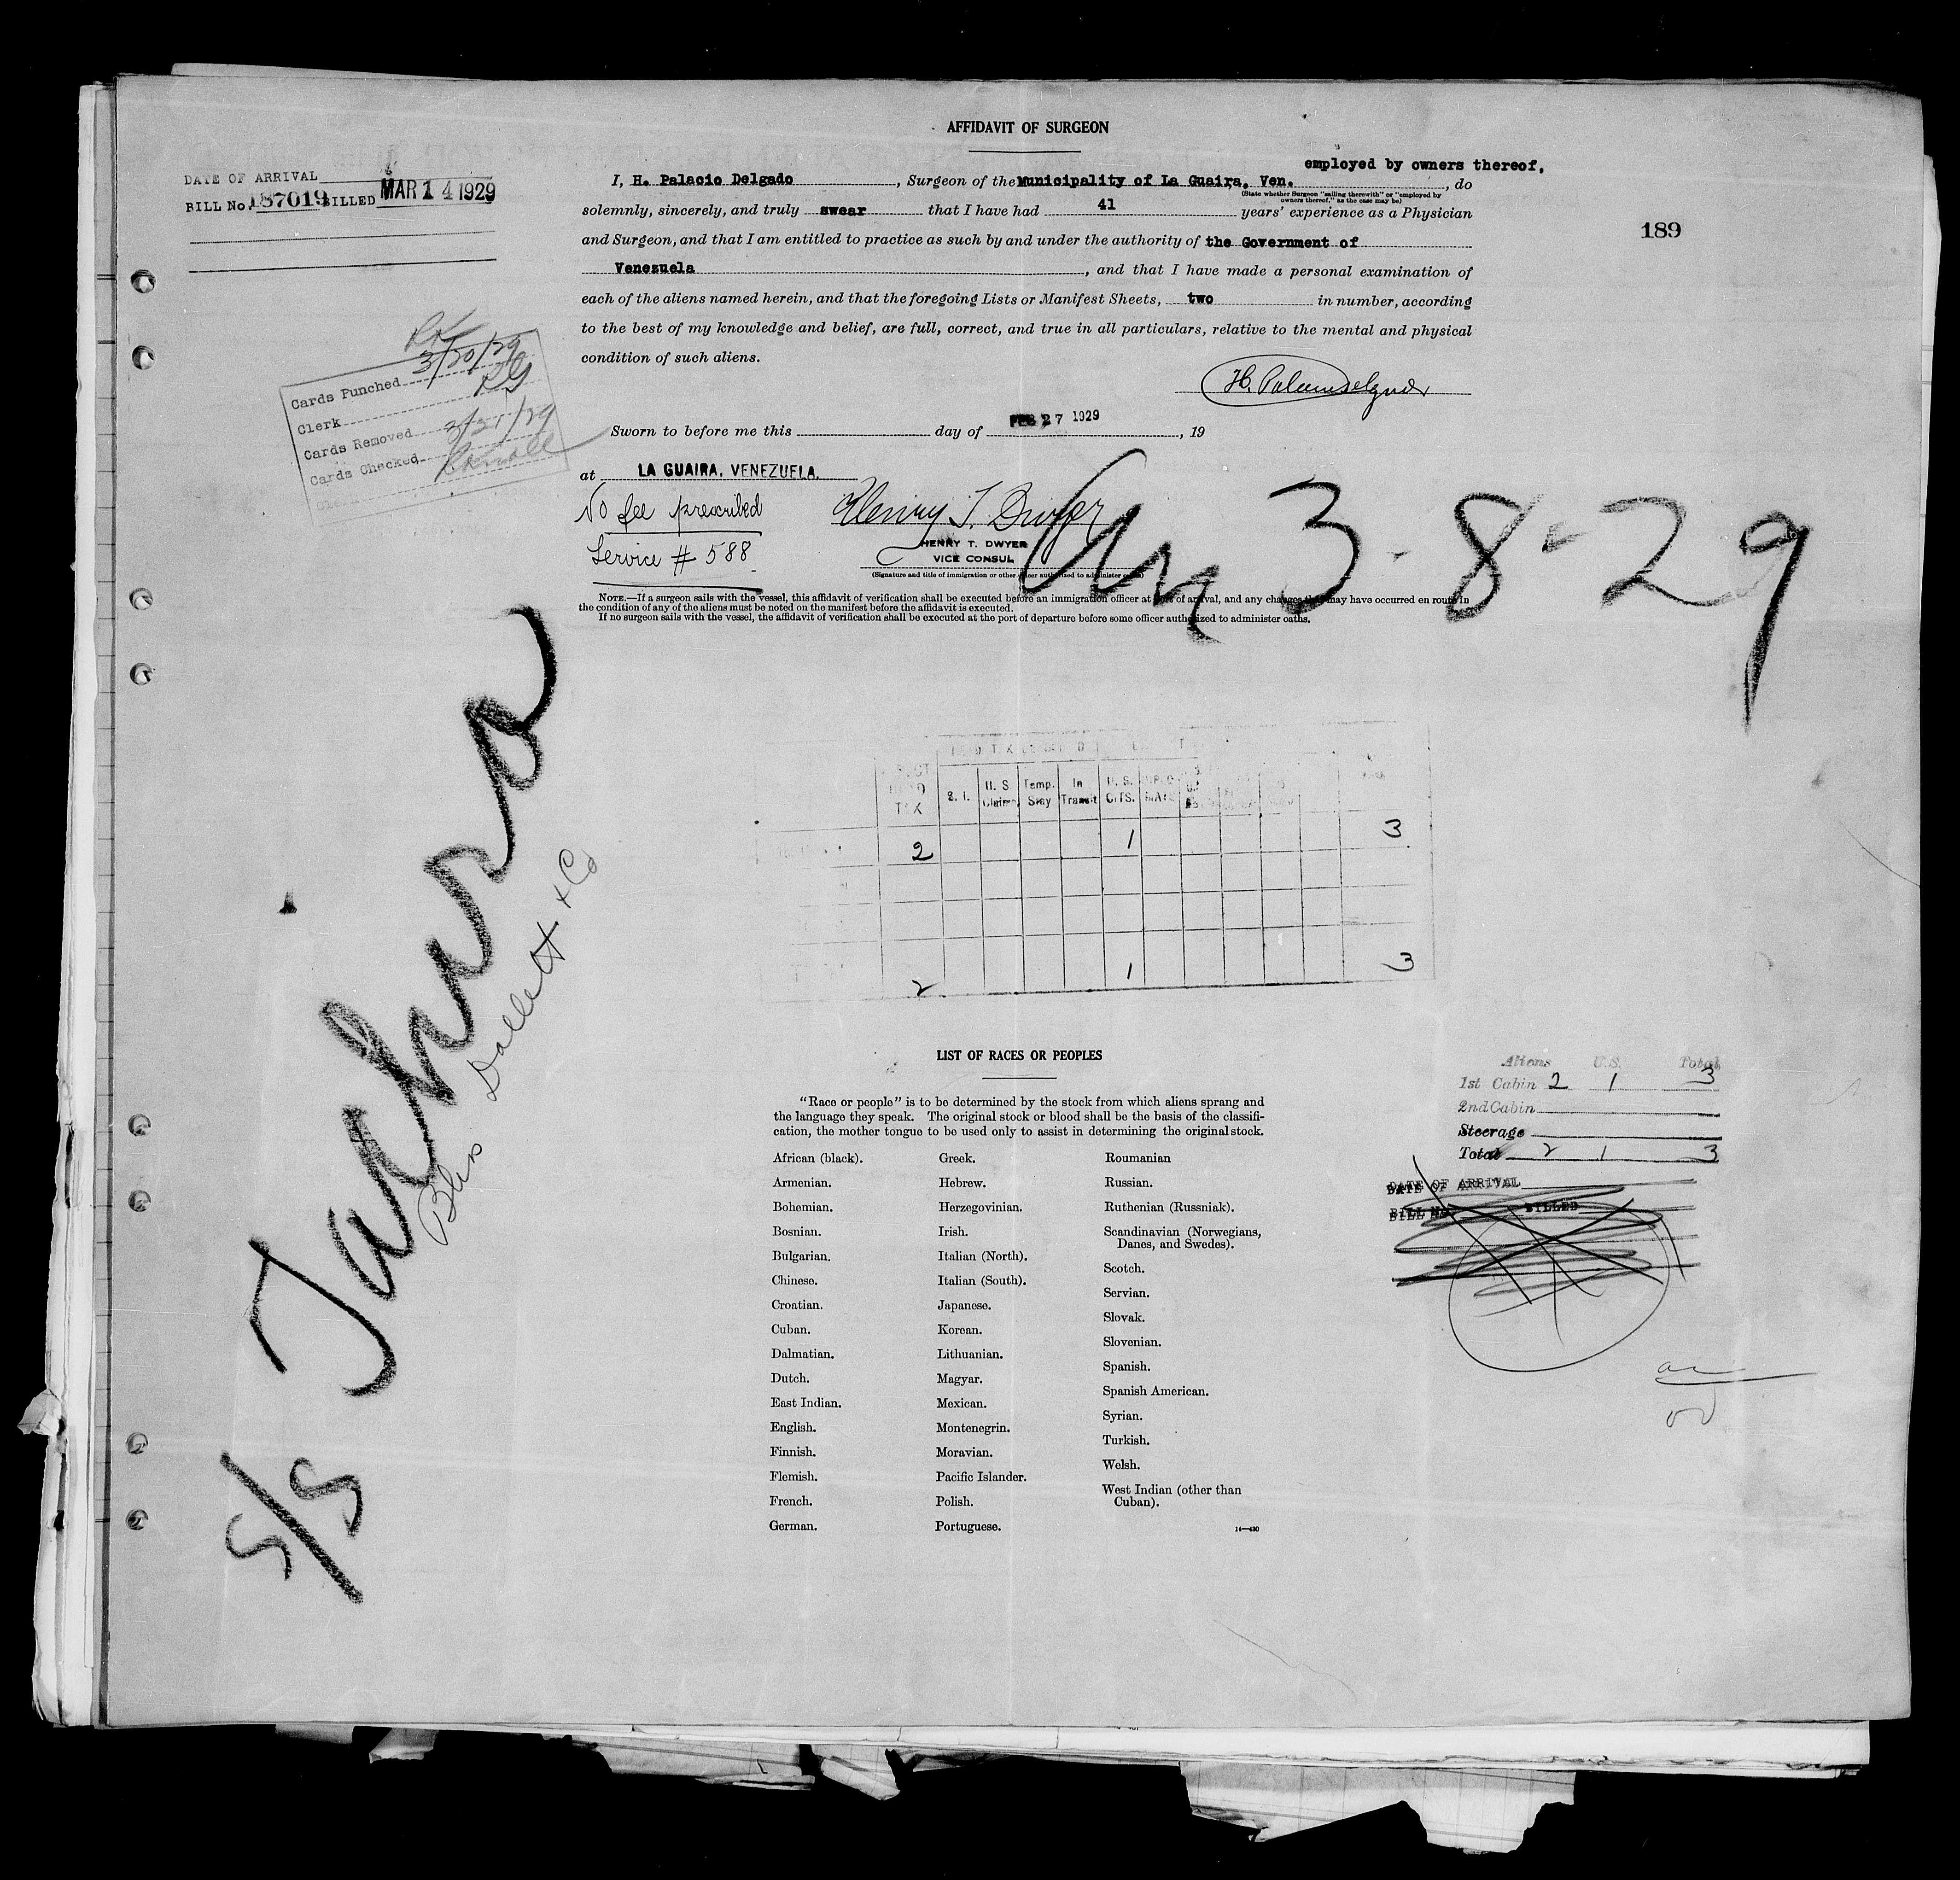 AFFIDAVIT OF SURGEON
employed by owners thereof,
DATE OF ARRIVAL
BILL No. 187019 BILLED MAR 14 1929
I, H. Palacio Delgado, Surgeon of the Municipality of La Guaira, Ven., do
(State whether Surgeon "sailing therewith" or "employed by
owners thereof," as the case may be)
solemnly, sincerely, and truly swear that I have had 41 years' experience as a Physician
and Surgeon, and that I am entitled to practice as such by and under the authority of the Government of
Venezuela, and that I have made a personal examination of
each of the aliens named herein, and that the foregoing Lists or Manifest Sheets, two in number, according
to the best of my knowledge and belief, are full, correct, and true in all particulars, relative to the mental and physical
condition of such aliens.
189
Cards Punched 3/20/29
Clerk
Cards Removed 3/21/29
Cards Checked
Sworn to before me this day of FEB 27 1929, 19
at LA GUAIRA, VENEZUELA.
No fee prescribed
Service # 588
Henry T. Dwyer
HENRY T. DWYER
VICE CONSUL
(Signature and title of immigration or other officer authorized to administer oaths)
3-8-29
NOTE.—If a surgeon sails with the vessel, this affidavit of verification shall be executed before an immigration officer at port of arrival, and any changes that may have occurred en route in
the condition of any of the aliens must be noted on the manifest before the affidavit is executed.
If no surgeon sails with the vessel, the affidavit of verification shall be executed at the port of departure before some officer authorized to administer oaths.
S/S Tachira
Bliss Dallett & Co
TAX
S. I.
U. S. Claims
Temp. Stay
In Transit
U. S. CITS.
2 1 3
2 1 3
LIST OF RACES OR PEOPLES
"Race or people" is to be determined by the stock from which aliens sprang and
the language they speak. The original stock or blood shall be the basis of the classifi-
cation, the mother tongue to be used only to assist in determining the original stock.
African (black).
Armenian.
Bohemian.
Bosnian.
Bulgarian.
Chinese.
Croatian.
Cuban.
Dalmatian.
Dutch.
East Indian.
English.
Finnish.
Flemish.
French.
German.
Greek.
Hebrew.
Herzegovinian.
Irish.
Italian (North).
Italian (South).
Japanese.
Korean.
Lithuanian.
Magyar.
Mexican.
Montenegrin.
Moravian.
Pacific Islander.
Polish.
Portuguese.
Roumanian
Russian.
Ruthenian (Russniak).
Scandinavian (Norwegians,
Danes, and Swedes).
Scotch.
Servian.
Slovak.
Slovenian.
Spanish.
Spanish American.
Syrian.
Turkish.
Welsh.
West Indian (other than
Cuban).
14—430
Aliens U.S. Total
1st Cabin 2 1 3
2nd Cabin
Steerage
Total 2 1 3
DATE OF ARRIVAL
BILL No. BILLED